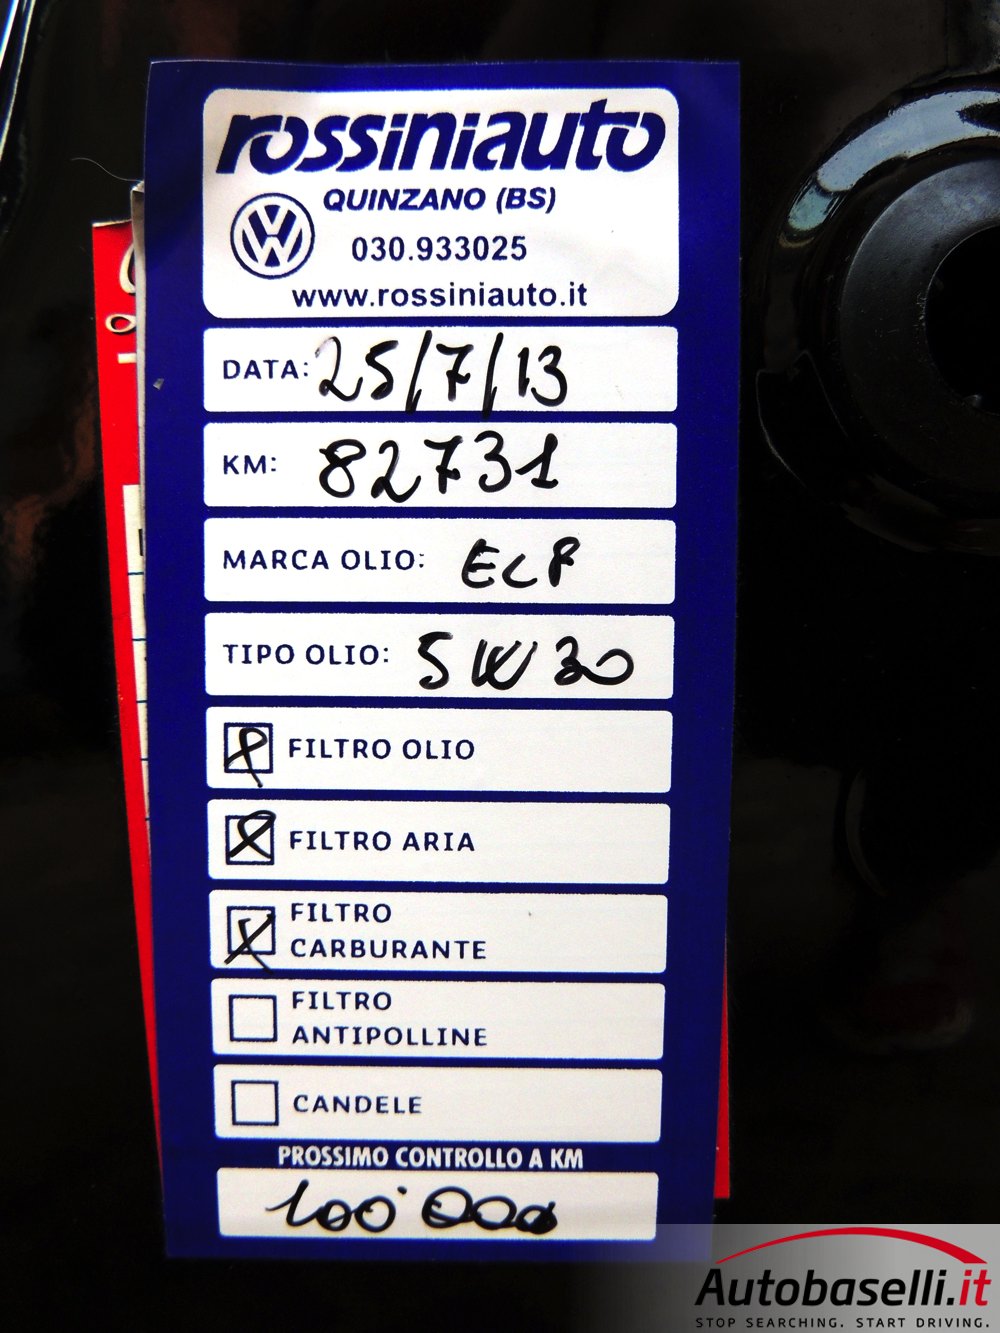 rossiniauto
QUINZANO (BS)
030.933025
www.rossiniauto.it
DATA: 25/7/13
KM: 82731
MARCA OLIO: ELF
TIPO OLIO: 5W30
FILTRO OLIO
FILTRO ARIA
FILTRO
CARBURANTE
FILTRO
ANTIPOLLINE
CANDELE
PROSSIMO CONTROLLO A KM
100'000
Autobaselli.it
STOP SEARCHING. START DRIVING.